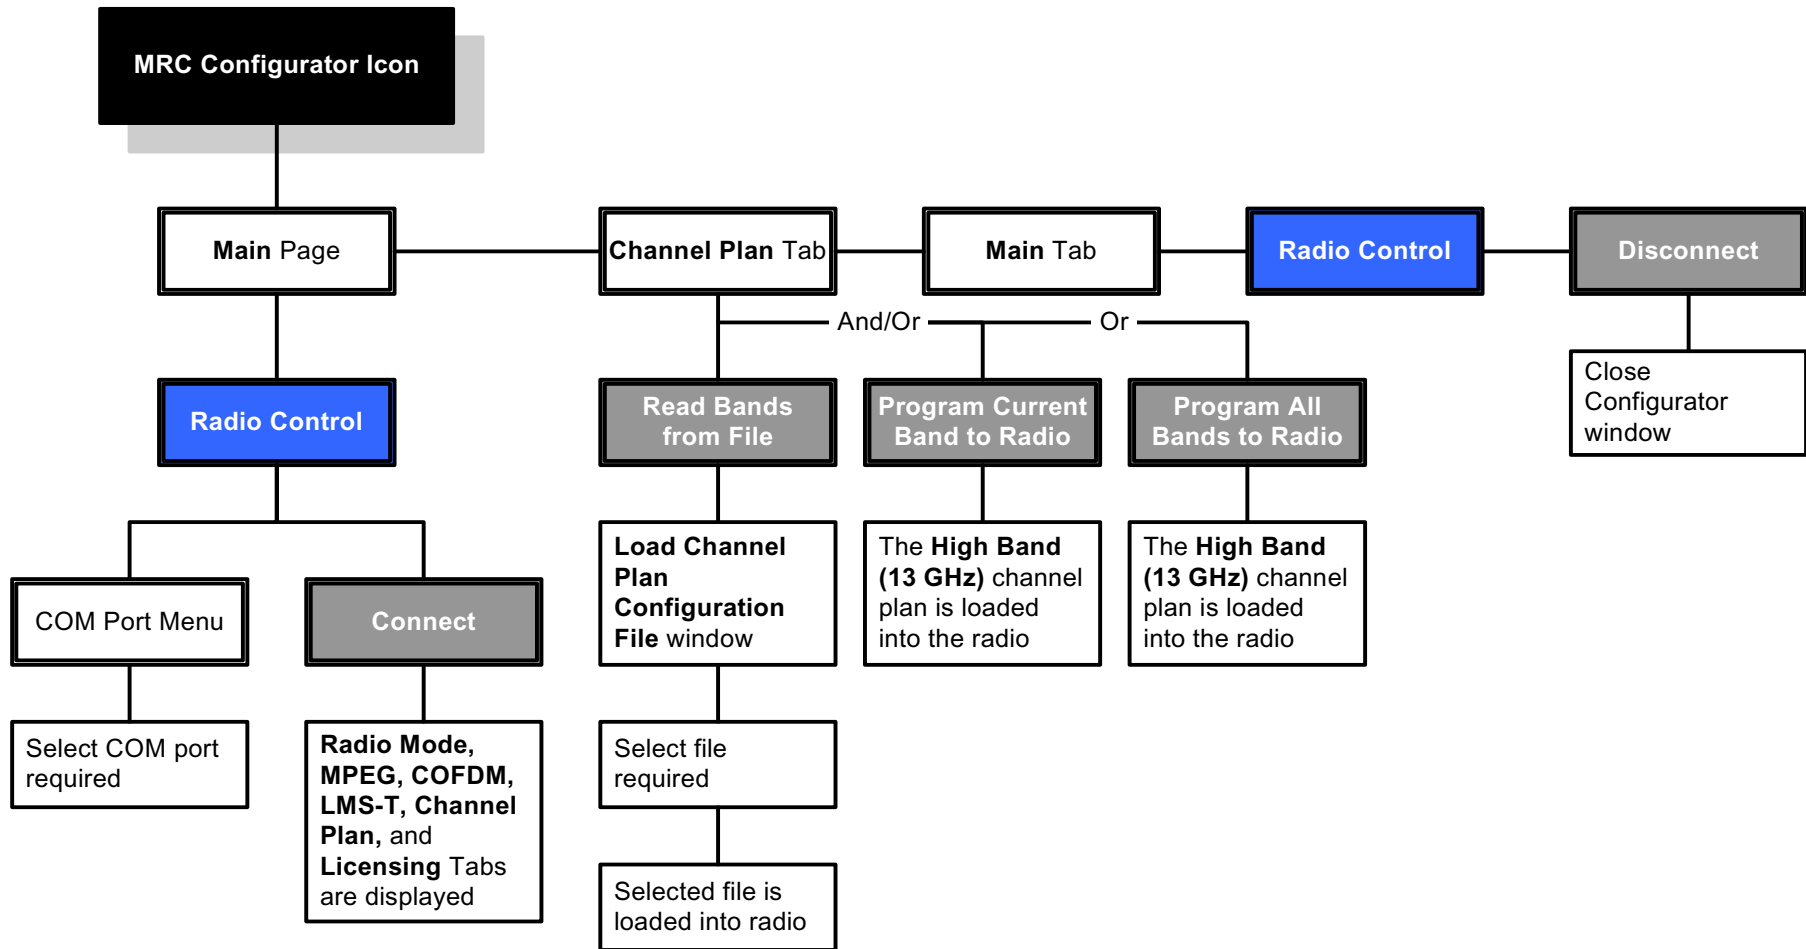 MRC Configurator Icon
Main Page
Channel Plan Tab
Main Tab
Radio Control
Disconnect
And/Or
Or
Close
Configurator
window
Radio Control
Read Bands
from File
Program Current
Band to Radio
Program All
Bands to Radio
COM Port Menu
Connect
Load Channel
Plan
Configuration
File window
The High Band
(13 GHz) channel
plan is loaded
into the radio
The High Band
(13 GHz) channel
plan is loaded
into the radio
Select COM port
required
Radio Mode,
MPEG, COFDM,
LMS-T, Channel
Plan, and
Licensing Tabs
are displayed
Select file
required
Selected file is
loaded into radio